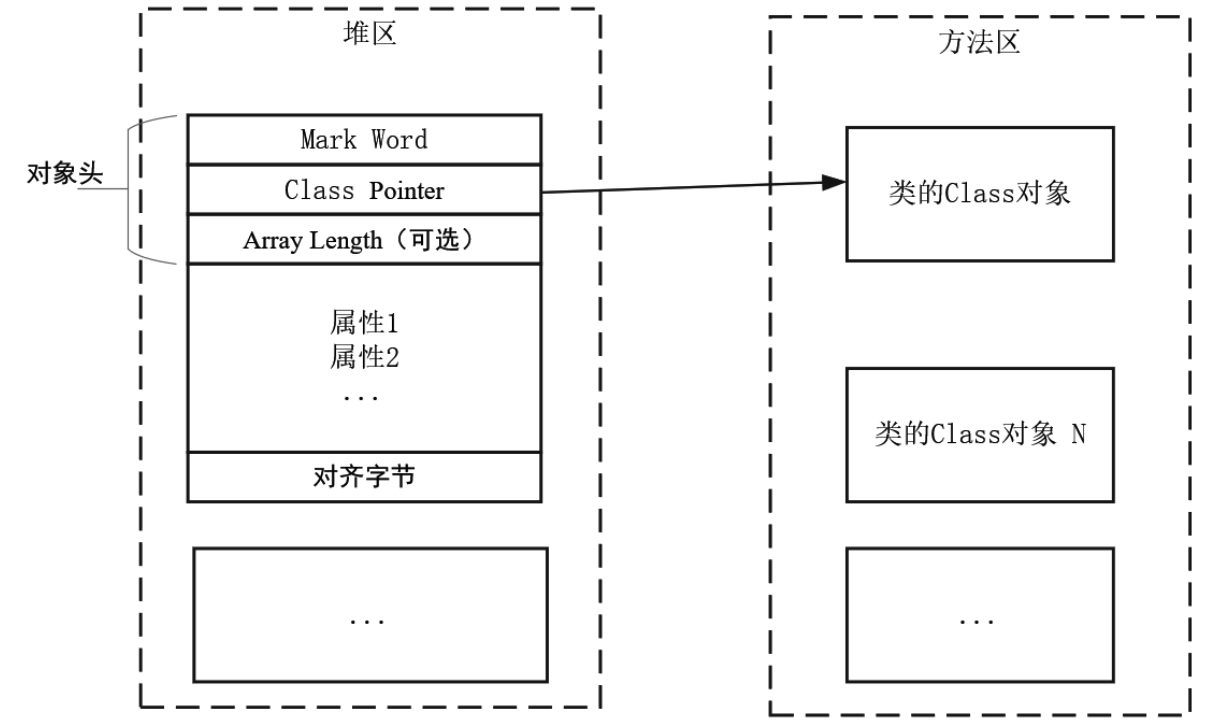 堆区
方法区
对象头
Mark Word
Class Pointer
Array Length（可选）
属性1
属性2
...
对齐字节
...
类的Class对象
类的Class对象 N
...